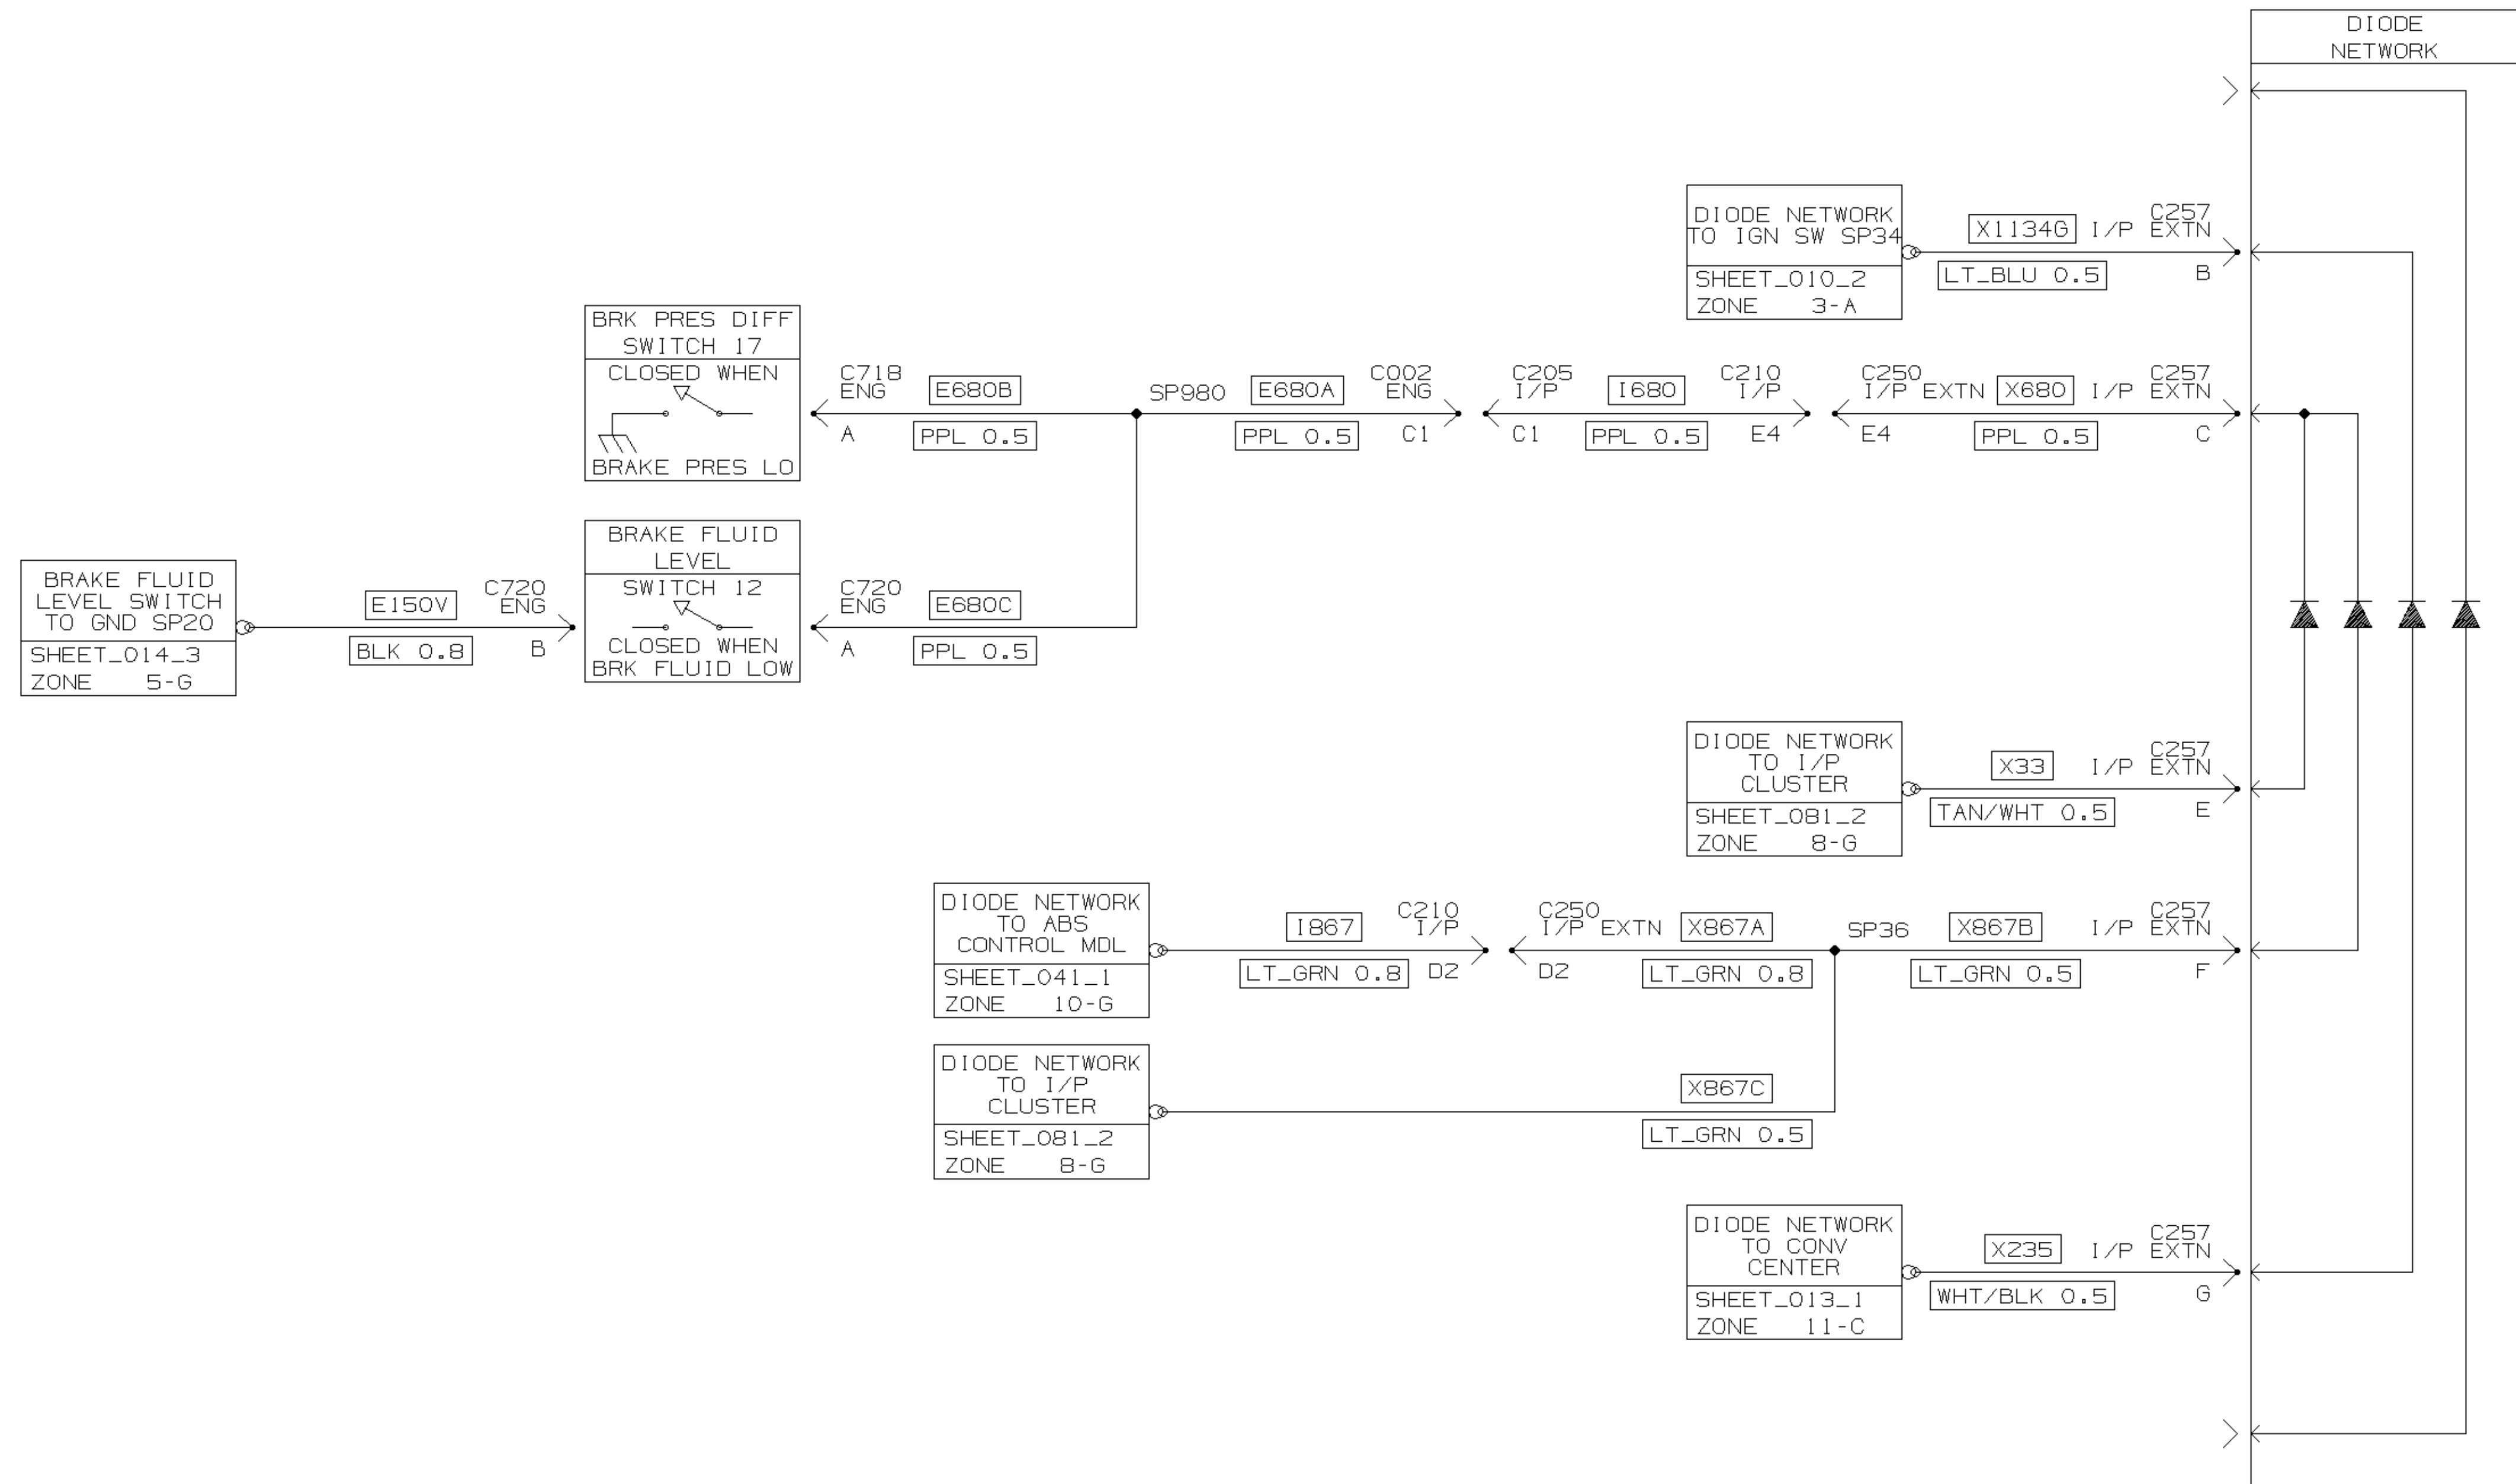 DIODE
NETWORK
DIODE NETWORK
TO IGN SW SP34
SHEET_010_2
ZONE 3-A
X1134G
LT_BLU 0.5
C257
I/P EXTN
B
BRK PRES DIFF
SWITCH 17
CLOSED WHEN
BRAKE PRES LO
C718
ENG
A
E680B
PPL 0.5
SP980
E680A
PPL 0.5
C002
ENG
C1
C205
I/P
C1
I680
PPL 0.5
C210
I/P
E4
C250
I/P EXTN
E4
X680
PPL 0.5
C257
I/P EXTN
C
BRAKE FLUID
LEVEL SWITCH
TO GND SP20
SHEET_014_3
ZONE 5-G
E150V
BLK 0.8
C720
ENG
B
BRAKE FLUID
LEVEL
SWITCH 12
CLOSED WHEN
BRK FLUID LOW
C720
ENG
A
E680C
PPL 0.5
DIODE NETWORK
TO I/P
CLUSTER
SHEET_081_2
ZONE 8-G
X33
TAN/WHT 0.5
C257
I/P EXTN
E
DIODE NETWORK
TO ABS
CONTROL MDL
SHEET_041_1
ZONE 10-G
I867
LT_GRN 0.8
C210
I/P
D2
C250
I/P EXTN
D2
X867A
LT_GRN 0.8
SP36
X867B
LT_GRN 0.5
C257
I/P EXTN
F
DIODE NETWORK
TO I/P
CLUSTER
SHEET_081_2
ZONE 8-G
X867C
LT_GRN 0.5
DIODE NETWORK
TO CONV
CENTER
SHEET_013_1
ZONE 11-C
X235
WHT/BLK 0.5
C257
I/P EXTN
G